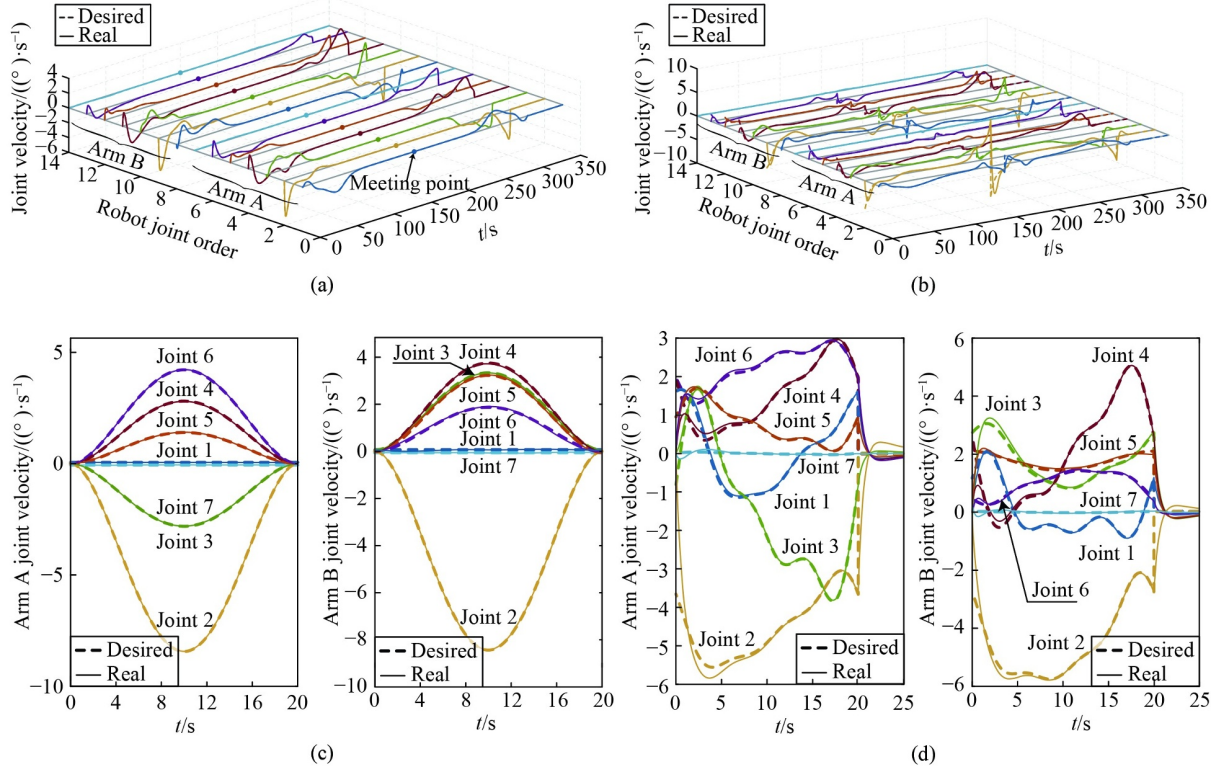 Desired
Real
Joint velocity/((° )·s−1)
4
2
0
−2
−4
−6
14
12
10
8
6
4
2
0
Arm B
Arm A
Robot joint order
Meeting point
0
50
100
150
200
250
300
350
t/s
(a)
Desired
Real
Joint velocity/((° )·s−1)
10
5
0
−5
−10
14
12
10
8
6
4
2
0
Arm B
Arm A
Robot joint order
0
50
100
150
200
250
300
350
t/s
(b)
Arm A joint velocity/((° )·s−1)
5
0
−5
−10
Joint 6
Joint 4
Joint 5
Joint 1
Joint 7
Joint 3
Joint 2
Desired
Real
0
4
8
12
16
20
t/s
Arm B joint velocity/((° )·s−1)
4
2
0
−2
−4
−6
−8
−10
Joint 3
Joint 4
Joint 5
Joint 6
Joint 1
Joint 7
Joint 2
Desired
Real
0
4
8
12
16
20
t/s
(c)
Arm A joint velocity/((° )·s−1)
3
2
1
0
−1
−2
−3
−4
−5
−6
Joint 6
Joint 4
Joint 5
Joint 7
Joint 1
Joint 3
Joint 2
Desired
Real
0
5
10
15
20
25
t/s
Arm B joint velocity/((° )·s−1)
6
4
2
0
−2
−4
−6
Joint 4
Joint 3
Joint 5
Joint 7
Joint 1
Joint 6
Joint 2
Desired
Real
0
5
10
15
20
25
t/s
(d)